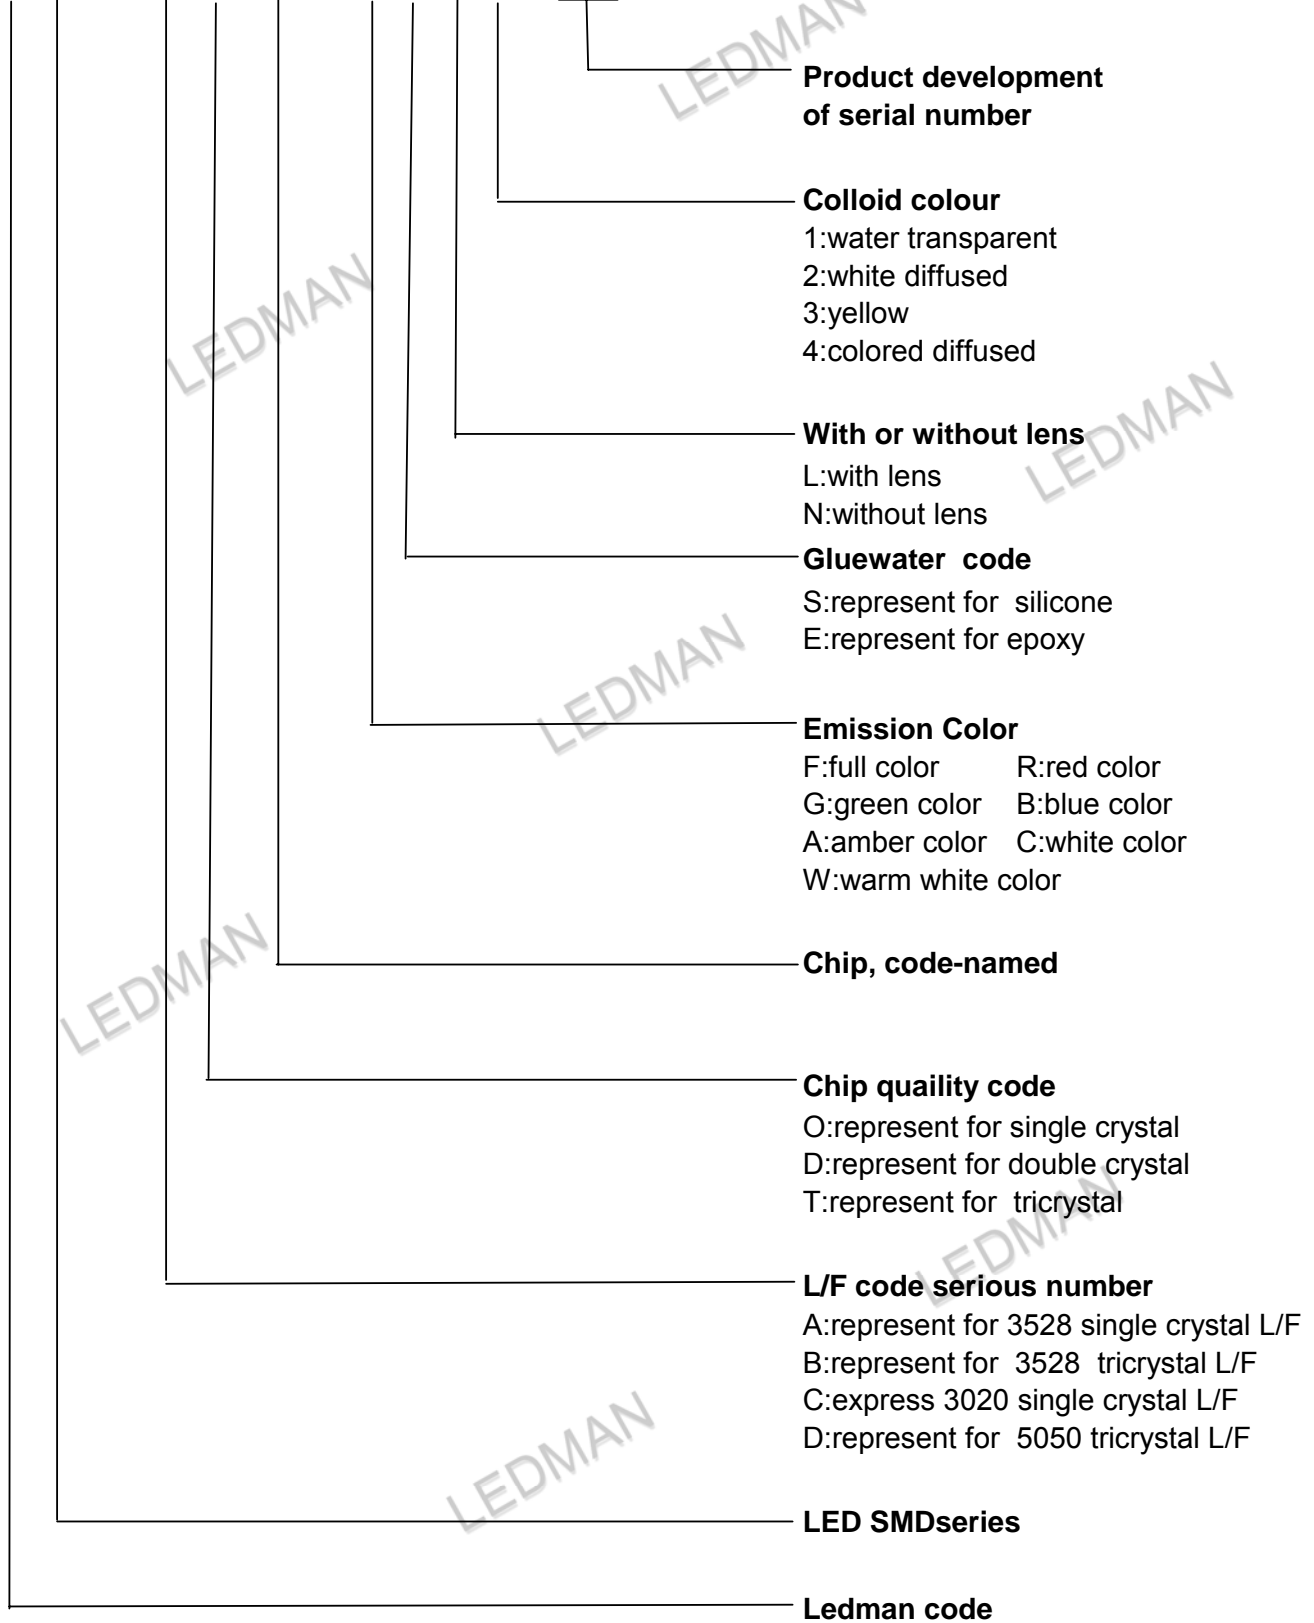 LEDMAN
Product development
of serial number
Colloid colour
1:water transparent
2:white diffused
3:yellow
4:colored diffused
LEDMAN
LEDMAN
With or without lens
L:with lens
N:without lens
Gluewater code
S:represent for silicone
E:represent for epoxy
LEDMAN
Emission Color
F:full color R:red color
G:green color B:blue color
A:amber color C:white color
W:warm white color
LEDMAN
Chip, code-named
Chip quaility code
O:represent for single crystal
D:represent for double crystal
T:represent for tricrystal
LEDMAN
L/F code serious number
A:represent for 3528 single crystal L/F
B:represent for 3528 tricrystal L/F
C:express 3020 single crystal L/F
D:represent for 5050 tricrystal L/F
LEDMAN
LED SMDseries
Ledman code